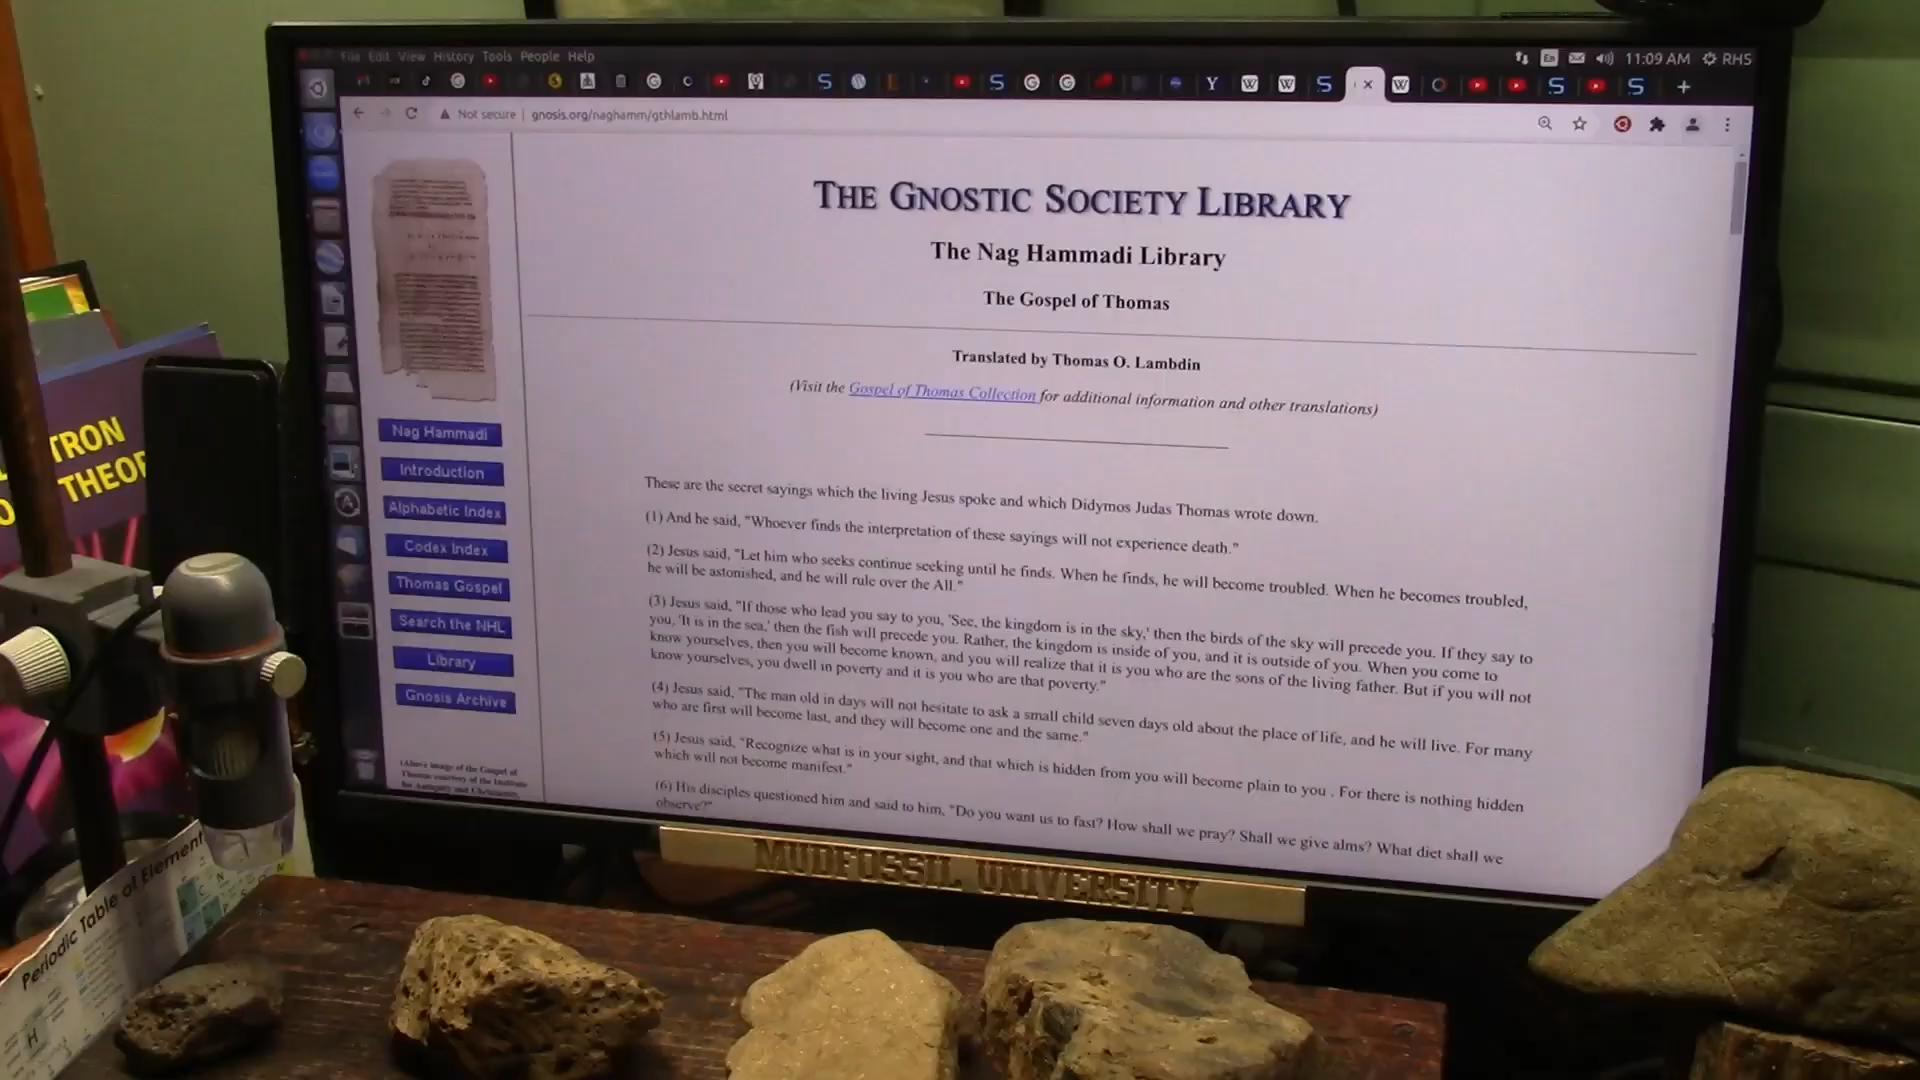 File Edit View History Tools People Help
11:09 AM RHS
Not secure | gnosis.org/naghamm/gthlamb.html
THE GNOSTIC SOCIETY LIBRARY
The Nag Hammadi Library
The Gospel of Thomas
Translated by Thomas O. Lambdin
(Visit the Gospel of Thomas Collection for additional information and other translations)
Nag Hammadi
Introduction
Alphabetic Index
Codex Index
Thomas Gospel
Search the NHL
Library
Gnosis Archive
(Above image of the Gospel of
Thomas courtesy of the Institute
for Antiquity and Christianity,
These are the secret sayings which the living Jesus spoke and which Didymos Judas Thomas wrote down.
(1) And he said, "Whoever finds the interpretation of these sayings will not experience death."
(2) Jesus said, "Let him who seeks continue seeking until he finds. When he finds, he will become troubled. When he becomes troubled,
he will be astonished, and he will rule over the All."
(3) Jesus said, "If those who lead you say to you, 'See, the kingdom is in the sky,' then the birds of the sky will precede you. If they say to
you, 'It is in the sea,' then the fish will precede you. Rather, the kingdom is inside of you, and it is outside of you. When you come to
know yourselves, then you will become known, and you will realize that it is you who are the sons of the living father. But if you will not
know yourselves, you dwell in poverty and it is you who are that poverty."
(4) Jesus said, "The man old in days will not hesitate to ask a small child seven days old about the place of life, and he will live. For many
who are first will become last, and they will become one and the same."
(5) Jesus said, "Recognize what is in your sight, and that which is hidden from you will become plain to you . For there is nothing hidden
which will not become manifest."
(6) His disciples questioned him and said to him, "Do you want us to fast? How shall we pray? Shall we give alms? What diet shall we
observe?"
MUDFOSSIL UNIVERSITY
TRON
THEOR
Periodic Table of Element
H
C N